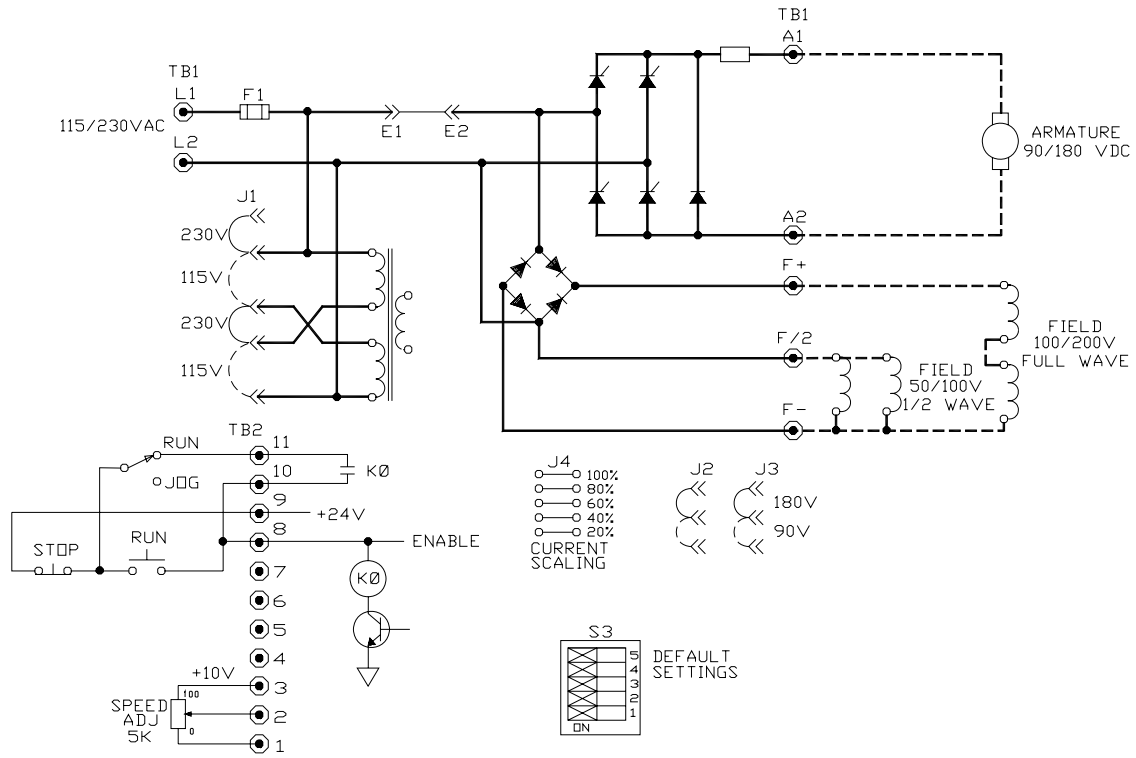 TB1
A1
TB1
L1
F1
115/230VAC
E1
E2
L2
ARMATURE
90/180 VDC
J1
230V
A2
115V
F+
230V
F/2
FIELD
100/200V
FULL WAVE
115V
FIELD
50/100V
1/2 WAVE
F-
TB2
RUN
11
JOG
10
K0
9
+24V
STOP
RUN
8
ENABLE
7
K0
6
5
4
+10V
3
100
SPEED
ADJ
5K
2
0
1
J4
100%
80%
60%
40%
20%
CURRENT
SCALING
J2
J3
180V
90V
S3
5
4
3
2
1
ON
DEFAULT
SETTINGS